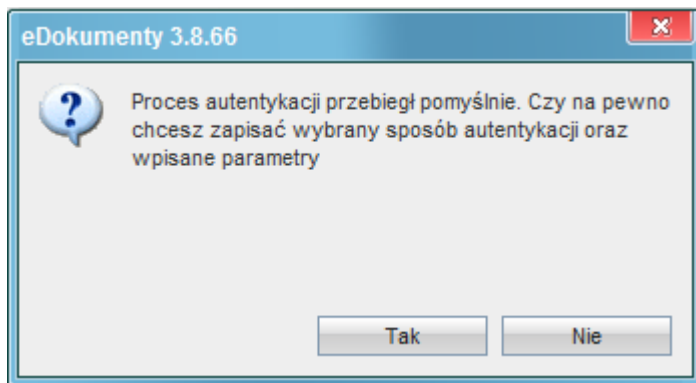 eDokumenty 3.8.66
Proces autentykacji przebiegł pomyślnie. Czy na pewno
chcesz zapisać wybrany sposób autentykacji oraz
wpisane parametry
Tak
Nie